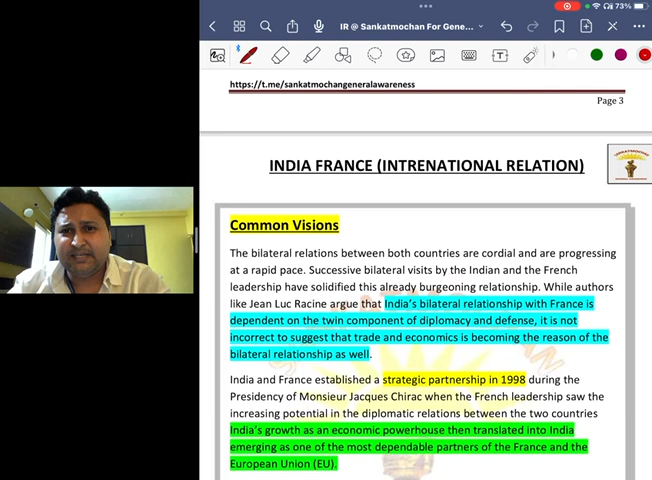 73%
IR @ Sankatmochan For Gene...
https://t.me/sankatmochangeneralawareness
Page 3
INDIA FRANCE (INTRENATIONAL RELATION)
Common Visions
The bilateral relations between both countries are cordial and are progressing
at a rapid pace. Successive bilateral visits by the Indian and the French
leadership have solidified this already burgeoning relationship. While authors
like Jean Luc Racine argue that India's bilateral relationship with France is
dependent on the twin component of diplomacy and defense, it is not
incorrect to suggest that trade and economics is becoming the reason of the
bilateral relationship as well.
India and France established a strategic partnership in 1998 during the
Presidency of Monsieur Jacques Chirac when the French leadership saw the
increasing potential in the diplomatic relations between the two countries
India's growth as an economic powerhouse then translated into India
emerging as one of the most dependable partners of the France and the
European Union (EU).